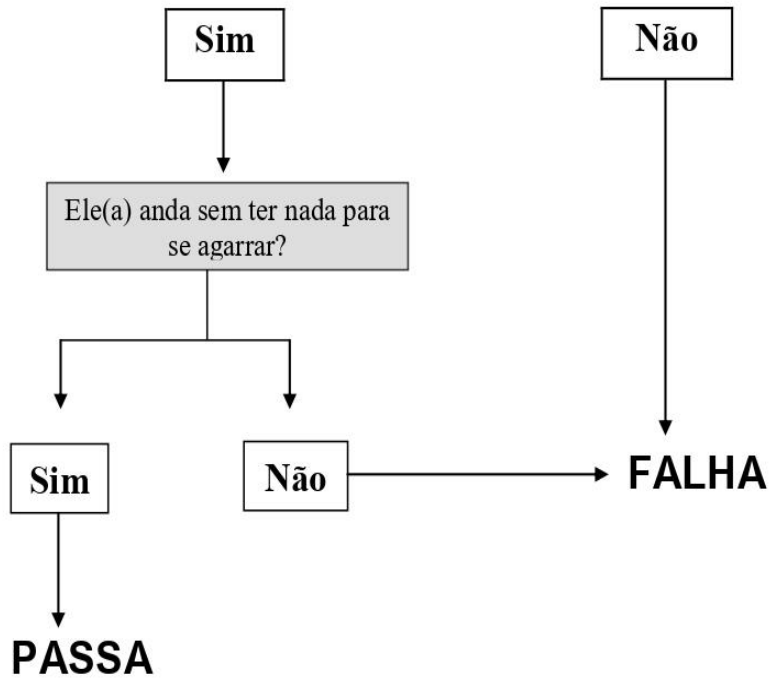 Sim
Não
Ele(a) anda sem ter nada para
se agarrar?
Sim
Não
FALHA
PASSA